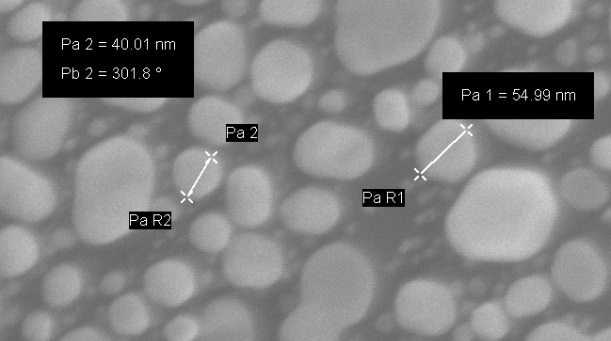 Pa 2 = 40.01 nm
Pb 2 = 301.8 °
Pa 1 = 54.99 nm
Pa 2
Pa R1
Pa R2